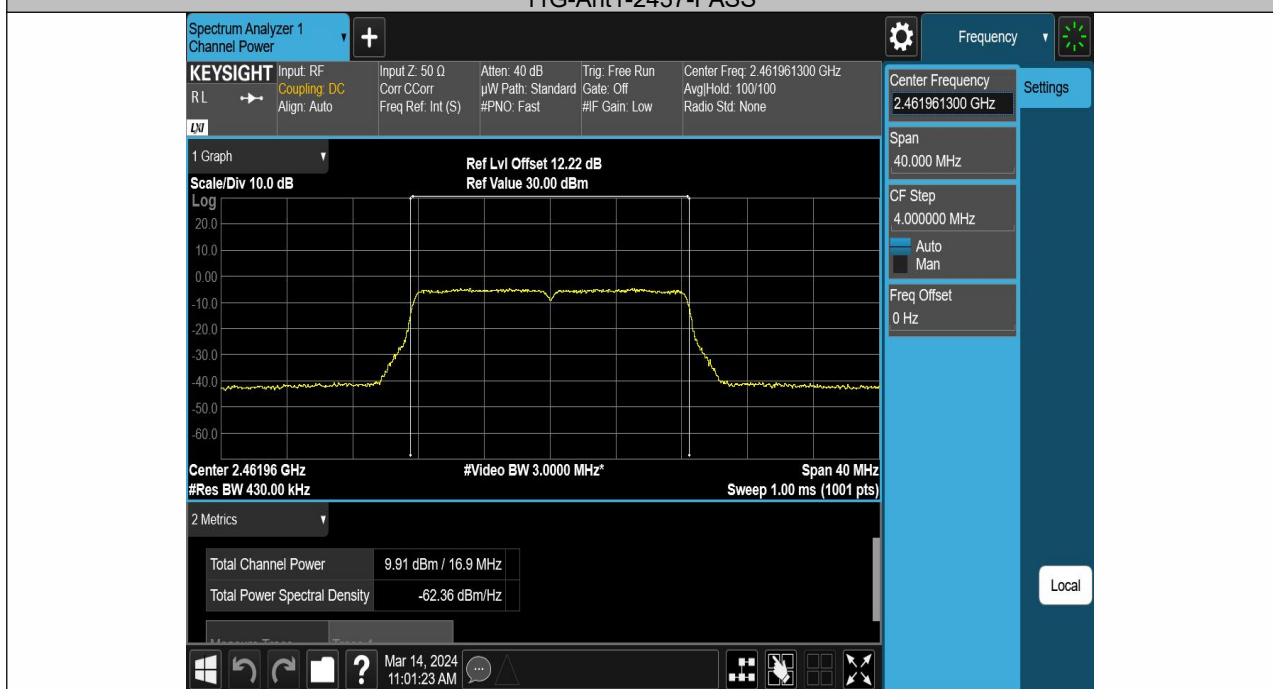 11G-Ant1-2437-PASS
Spectrum Analyzer 1
Channel Power
Frequency
KEYSIGHT
RL
LXI
Input: RF
Coupling: DC
Align: Auto
Input Z: 50 Ω
Corr CCorr
Freq Ref: Int (S)
Atten: 40 dB
µW Path: Standard
#PNO: Fast
Trig: Free Run
Gate: Off
#IF Gain: Low
Center Freq: 2.461961300 GHz
Avg|Hold: 100/100
Radio Std: None
Center Frequency
2.461961300 GHz
Settings
Span
40.000 MHz
CF Step
4.000000 MHz
Auto
Man
Freq Offset
0 Hz
Local
1 Graph
Scale/Div 10.0 dB
Ref Lvl Offset 12.22 dB
Ref Value 30.00 dBm
Log
20.0
10.0
0.00
-10.0
-20.0
-30.0
-40.0
-50.0
-60.0
Center 2.46196 GHz
#Video BW 3.0000 MHz*
Span 40 MHz
#Res BW 430.00 kHz
Sweep 1.00 ms (1001 pts)
2 Metrics
Total Channel Power 9.91 dBm / 16.9 MHz
Total Power Spectral Density -62.36 dBm/Hz
Mar 14, 2024
11:01:23 AM